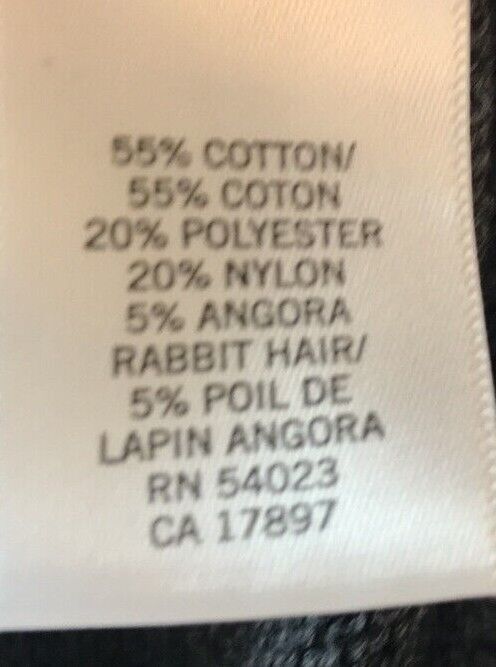 55% COTTON/
55% COTON
20% POLYESTER
20% NYLON
5% ANGORA
RABBIT HAIR/
5% POIL DE
LAPIN ANGORA
RN 54023
CA 17897